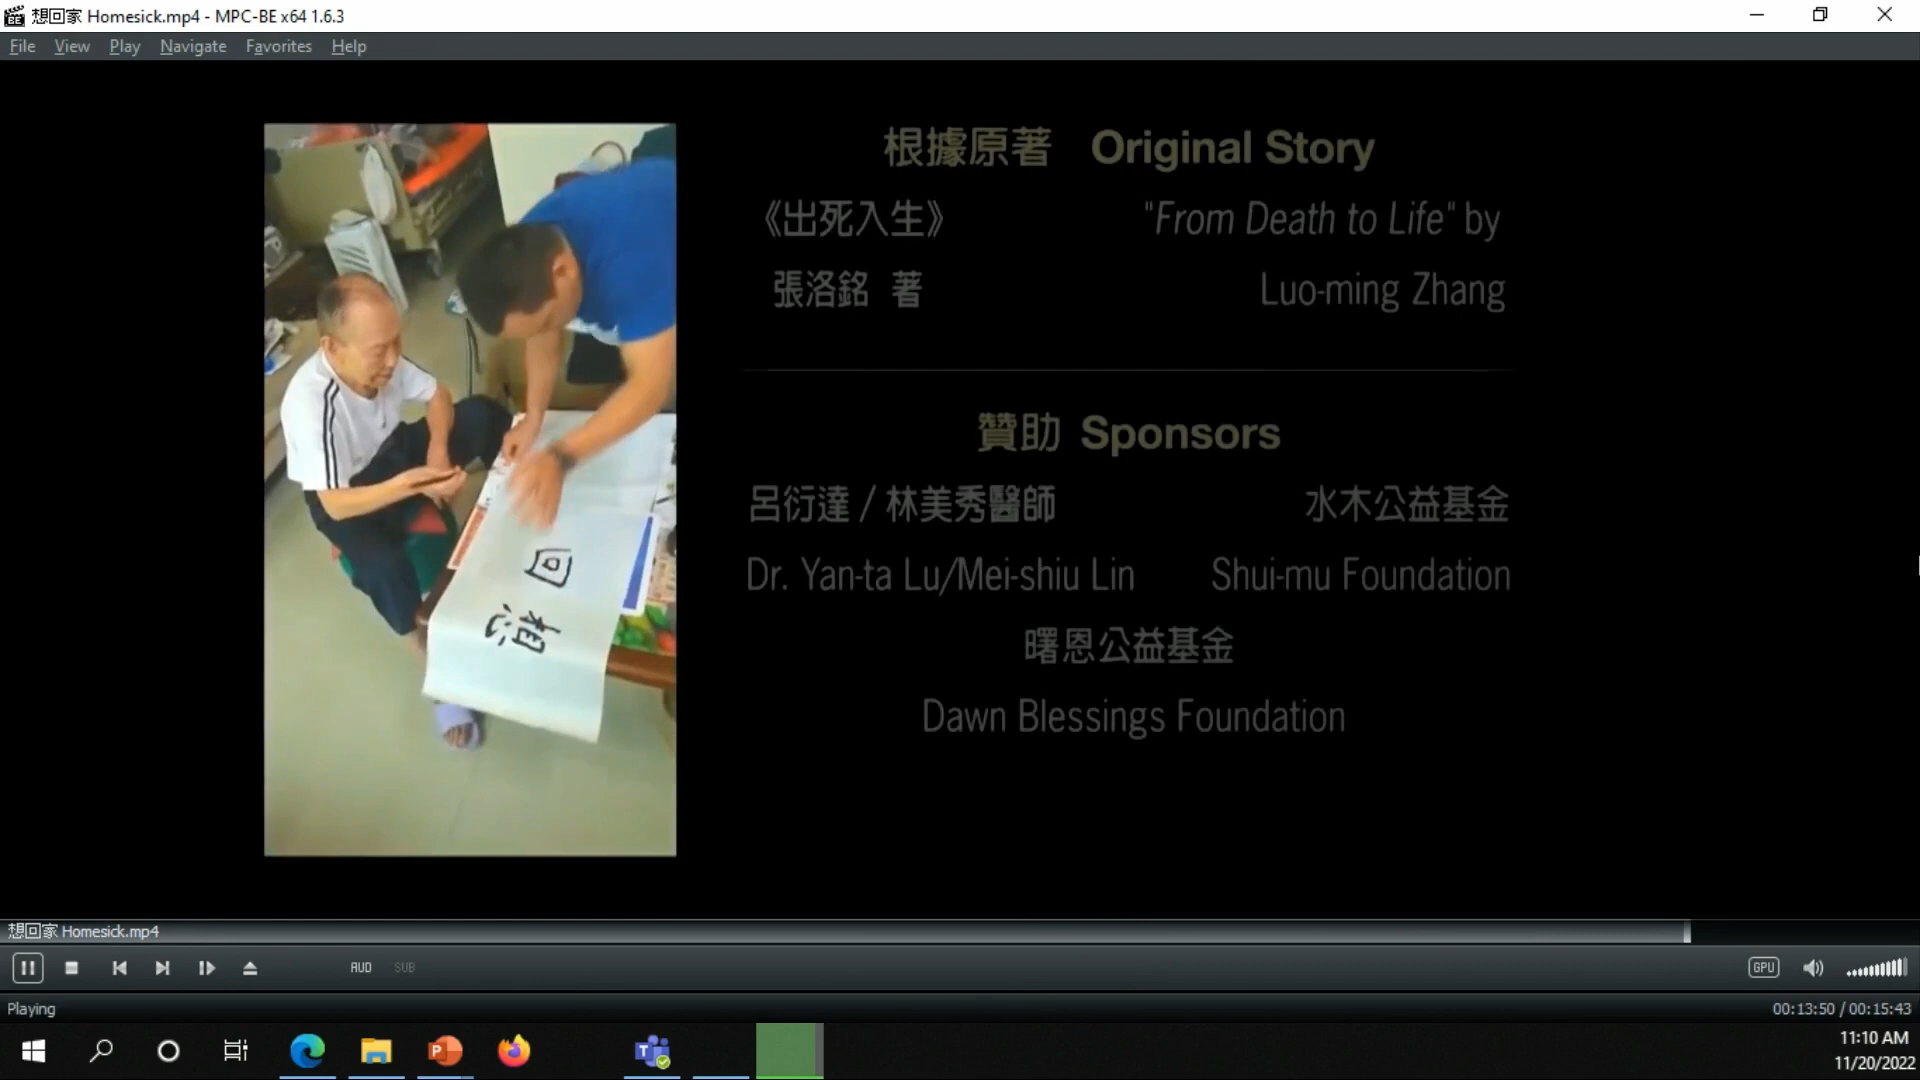 想回家 Homesick.mp4 - MPC-BE x64 1.6.3
File View Play Navigate Favorites Help
根據原著 Original Story
《出死入生》 "From Death to Life" by
張洛銘 著 Luo-ming Zhang
贊助 Sponsors
呂衍達 / 林美秀醫師 水木公益基金
Dr. Yan-ta Lu/Mei-shiu Lin Shui-mu Foundation
曙恩公益基金
Dawn Blessings Foundation
回
想
想回家 Homesick.mp4
AUD SUB GPU
Playing 00:13:50 / 00:15:43
11:10 AM
11/20/2022